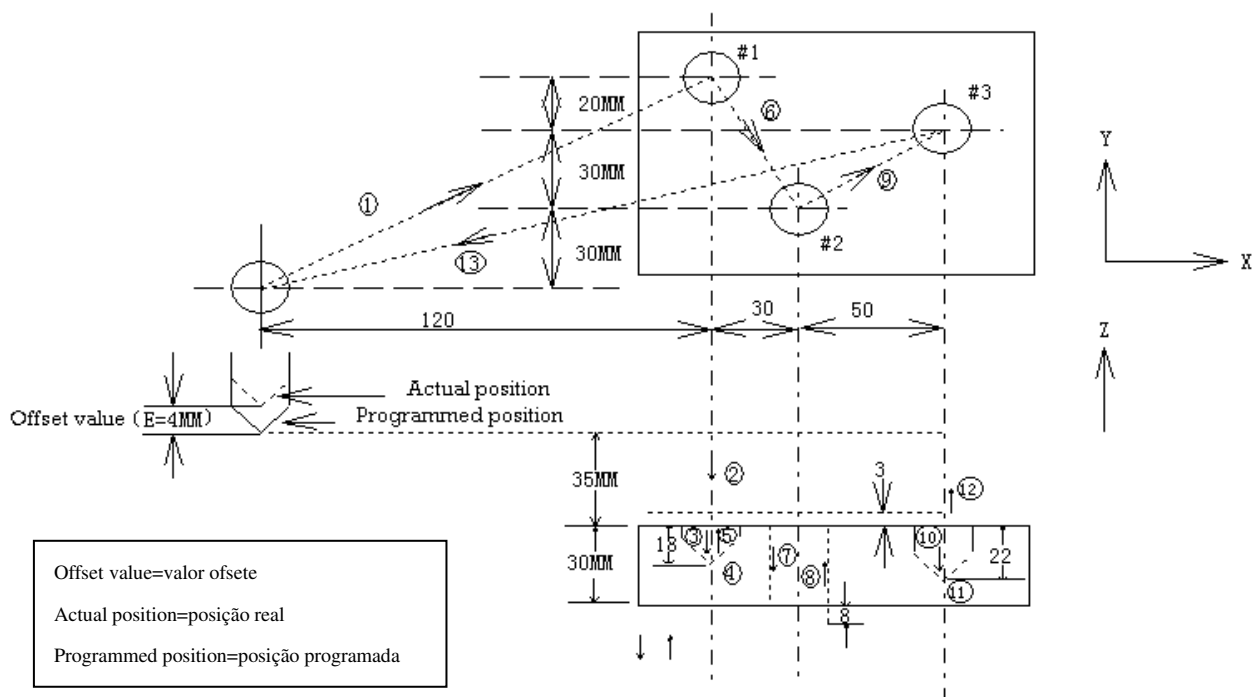 #1
#3
20MM
⑥
Y
30MM
①
⑨
#2
30MM
⑬
X
120
30
50
Z
Actual position
Offset value (E=4MM)
Programmed position
35MM
②
3
⑫
③
⑤
⑩
18
⑦
22
30MM
④
⑧
⑪
8
Offset value=valor ofsete
Actual position=posição real
Programmed position=posição programada